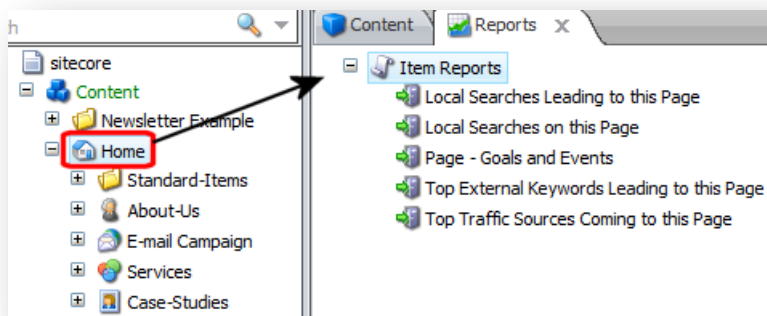 h
sitecore
Content
Newsletter Example
Home
Standard-Items
About-Us
E-mail Campaign
Services
Case-Studies
Content
Reports X
Item Reports
Local Searches Leading to this Page
Local Searches on this Page
Page - Goals and Events
Top External Keywords Leading to this Page
Top Traffic Sources Coming to this Page